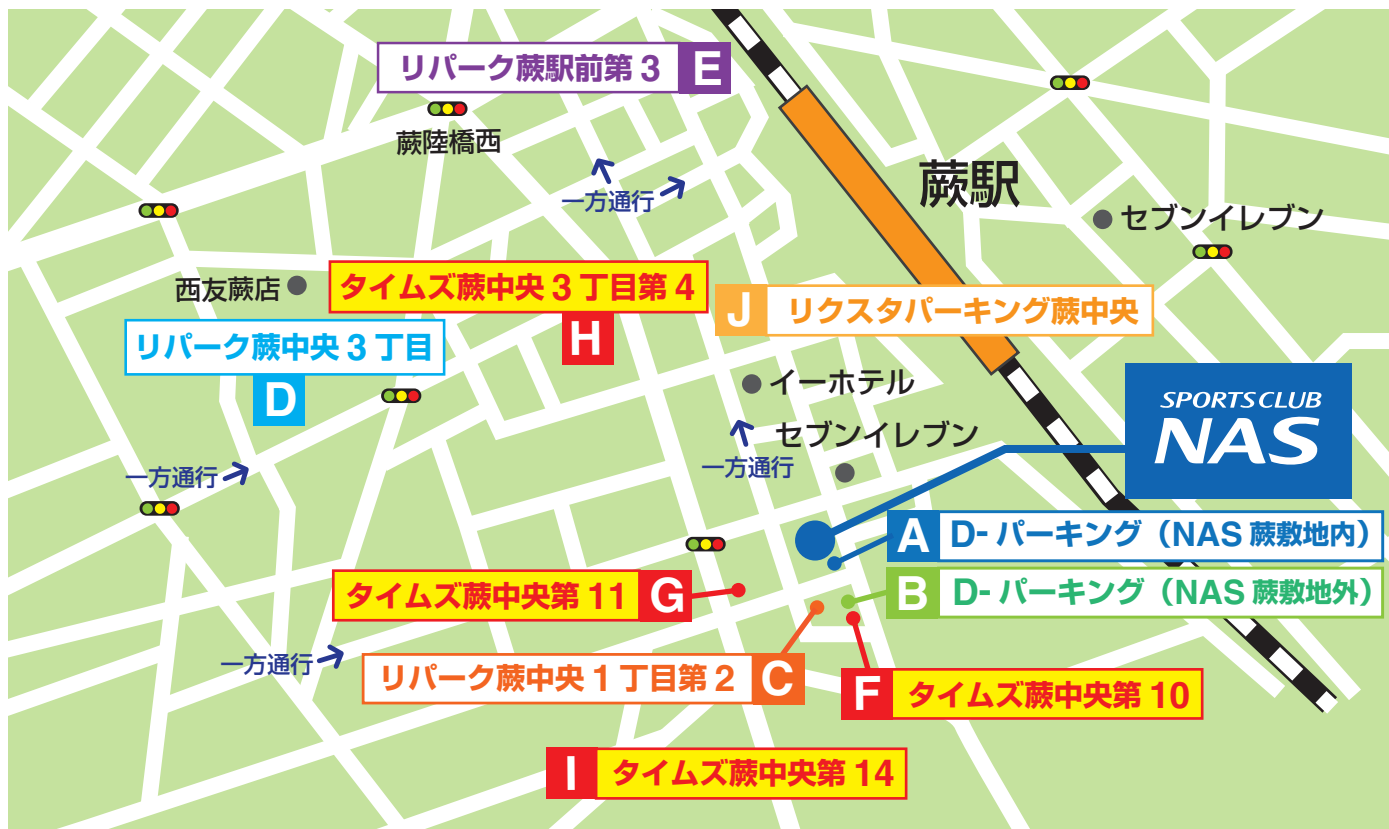 リパーク蕨駅前第 3 E
蕨陸橋西
蕨駅
一方通行
セブンイレブン
西友蕨店
タイムズ蕨中央 3 丁目第 4
H
J リクスタパーキング蕨中央
リパーク蕨中央 3 丁目
D
イーホテル
SPORTS CLUB
NAS
セブンイレブン
一方通行
一方通行
A D- パーキング（NAS 蕨敷地内）
タイムズ蕨中央第 11 G
B D- パーキング（NAS 蕨敷地外）
一方通行
リパーク蕨中央 1 丁目第 2 C
F タイムズ蕨中央第 10
I タイムズ蕨中央第 14